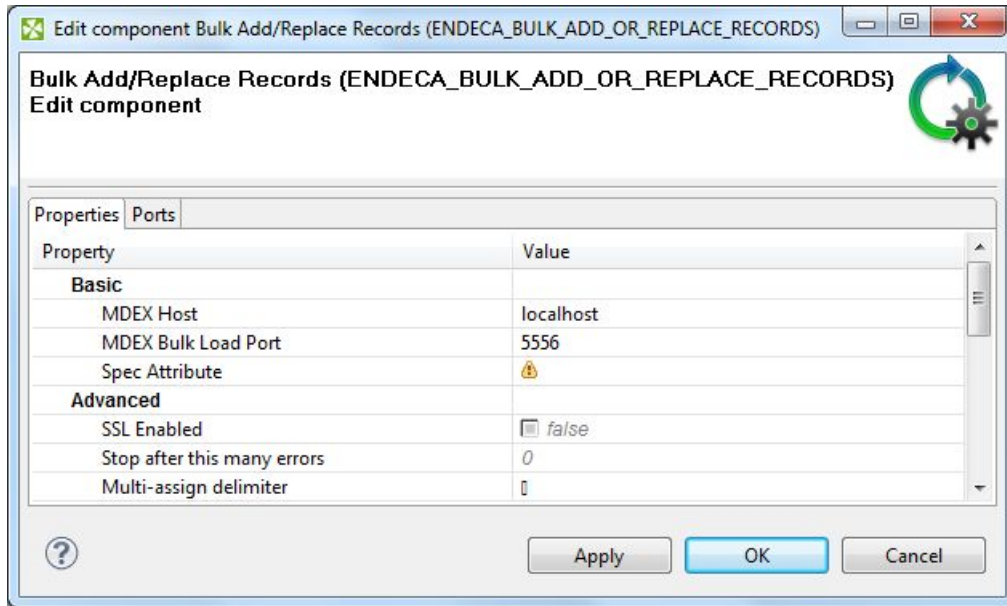 Edit component Bulk Add/Replace Records (ENDECA_BULK_ADD_OR_REPLACE_RECORDS)
Bulk Add/Replace Records (ENDECA_BULK_ADD_OR_REPLACE_RECORDS)
Edit component
Properties Ports
Property Value
Basic
MDEX Host localhost
MDEX Bulk Load Port 5556
Spec Attribute
Advanced
SSL Enabled false
Stop after this many errors 0
Multi-assign delimiter ▯
? Apply OK Cancel